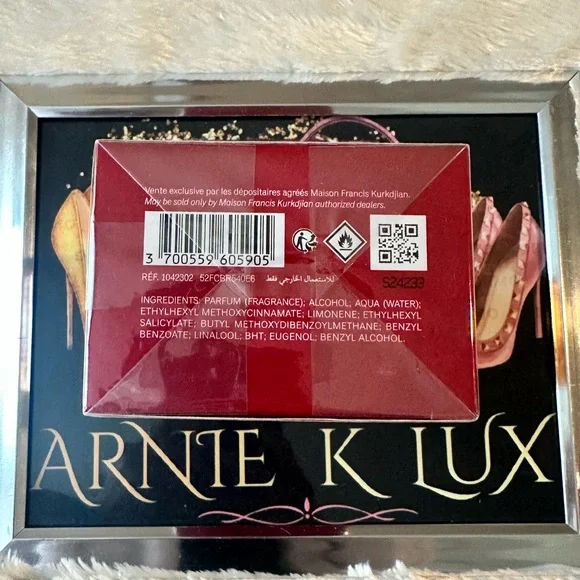 Vente exclusive par les dépositaires agréés Maison Francis Kurkdjian.
May be sold only by Maison Francis Kurkdjian authorized dealers.
3 700559 605905
524233
RÉF. 1042302 52FCBR540E6 للاستعمال الخارجي فقط
INGREDIENTS: PARFUM (FRAGRANCE); ALCOHOL; AQUA (WATER);
ETHYLHEXYL METHOXYCINNAMATE; LIMONENE; ETHYLHEXYL
SALICYLATE; BUTYL METHOXYDIBENZOYLMETHANE; BENZYL
BENZOATE; LINALOOL; BHT; EUGENOL; BENZYL ALCOHOL.
ARNIE K LUX